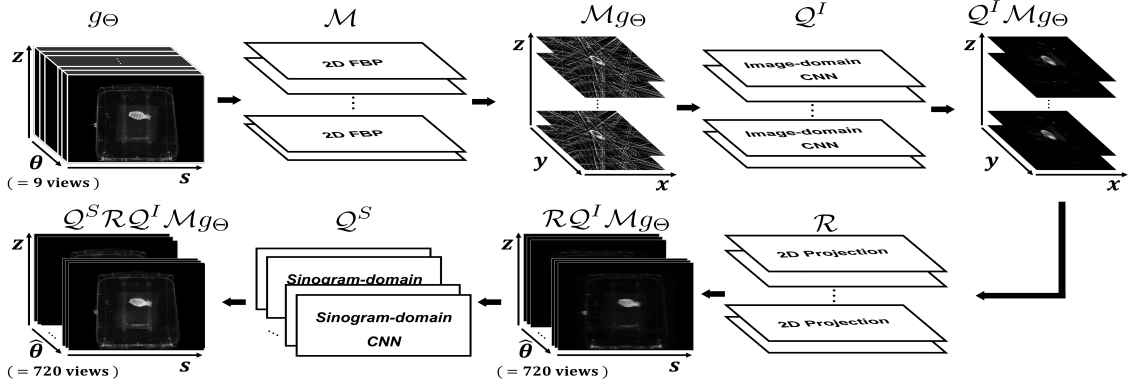 g_Θ
ℳ
ℳg_Θ
𝒬^I
𝒬^I ℳg_Θ
z
...
θ
s
( = 9 views )
2D FBP
⋮
2D FBP
z
⋮
y
x
Image-domain
CNN
⋮
Image-domain
CNN
z
⋮
y
x
𝒬^S ℛ𝒬^I ℳg_Θ
𝒬^S
ℛ𝒬^I ℳg_Θ
ℛ
z
...
θ̂
s
( = 720 views )
Sinogram-domain
Sinogram-domain
CNN
...
z
...
θ̂
s
( = 720 views )
2D Projection
⋮
2D Projection